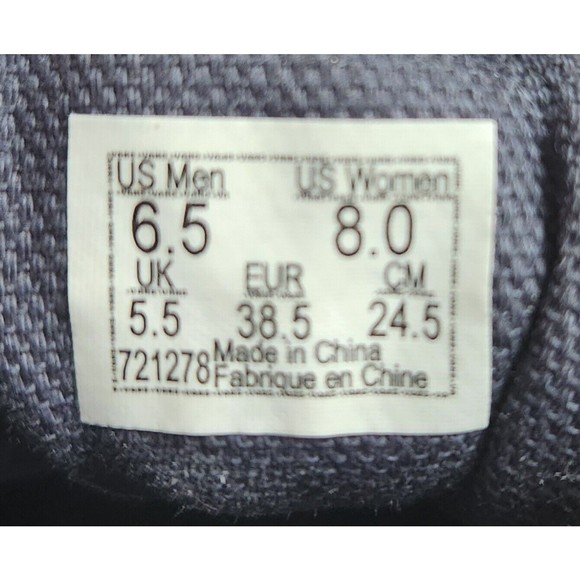 US Men US Women
6.5 8.0
UK EUR CM
5.5 38.5 24.5
721278 Made in China
Fabrique en Chine